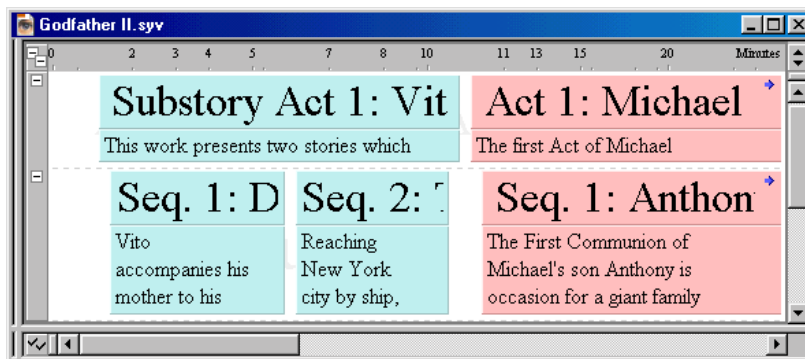 Godfather II.syv
0 2 3 4 5 7 8 10 11 13 15 20 Minutes
Substory Act 1: Vit
Act 1: Michael
This work presents two stories which
The first Act of Michael
Seq. 1: D
Seq. 2:
Seq. 1: Anthon
Vito
accompanies his
mother to his
Reaching
New York
city by ship,
The First Communion of
Michael's son Anthony is
occasion for a giant family